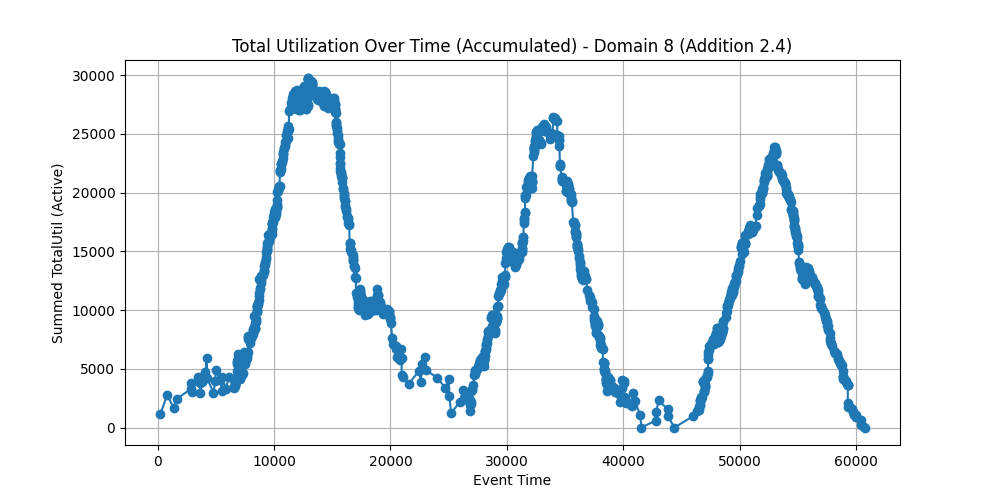 Total Utilization Over Time (Accumulated) - Domain 8 (Addition 2.4)
30000
25000
20000
15000
10000
5000
0
Summed TotalUtil (Active)
0 10000 20000 30000 40000 50000 60000
Event Time